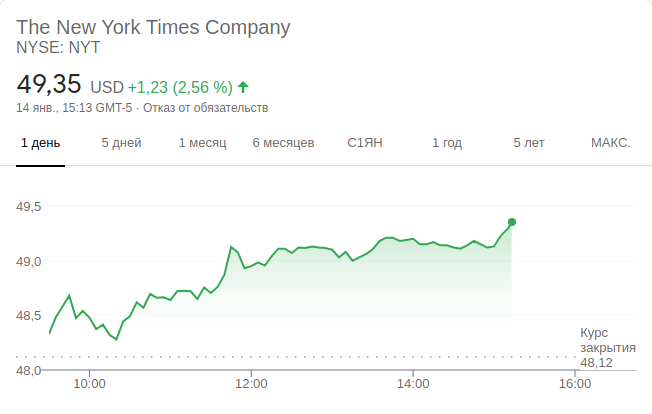 The New York Times Company
NYSE: NYT
49,35 USD +1,23 (2,56 %)
14 янв., 15:13 GMT-5 · Отказ от обязательств
1 день 5 дней 1 месяц 6 месяцев С1ЯН 1 год 5 лет МАКС.
49,5
49,0
48,5
Курс
закрытия
48,12
48,0
10:00 12:00 14:00 16:00